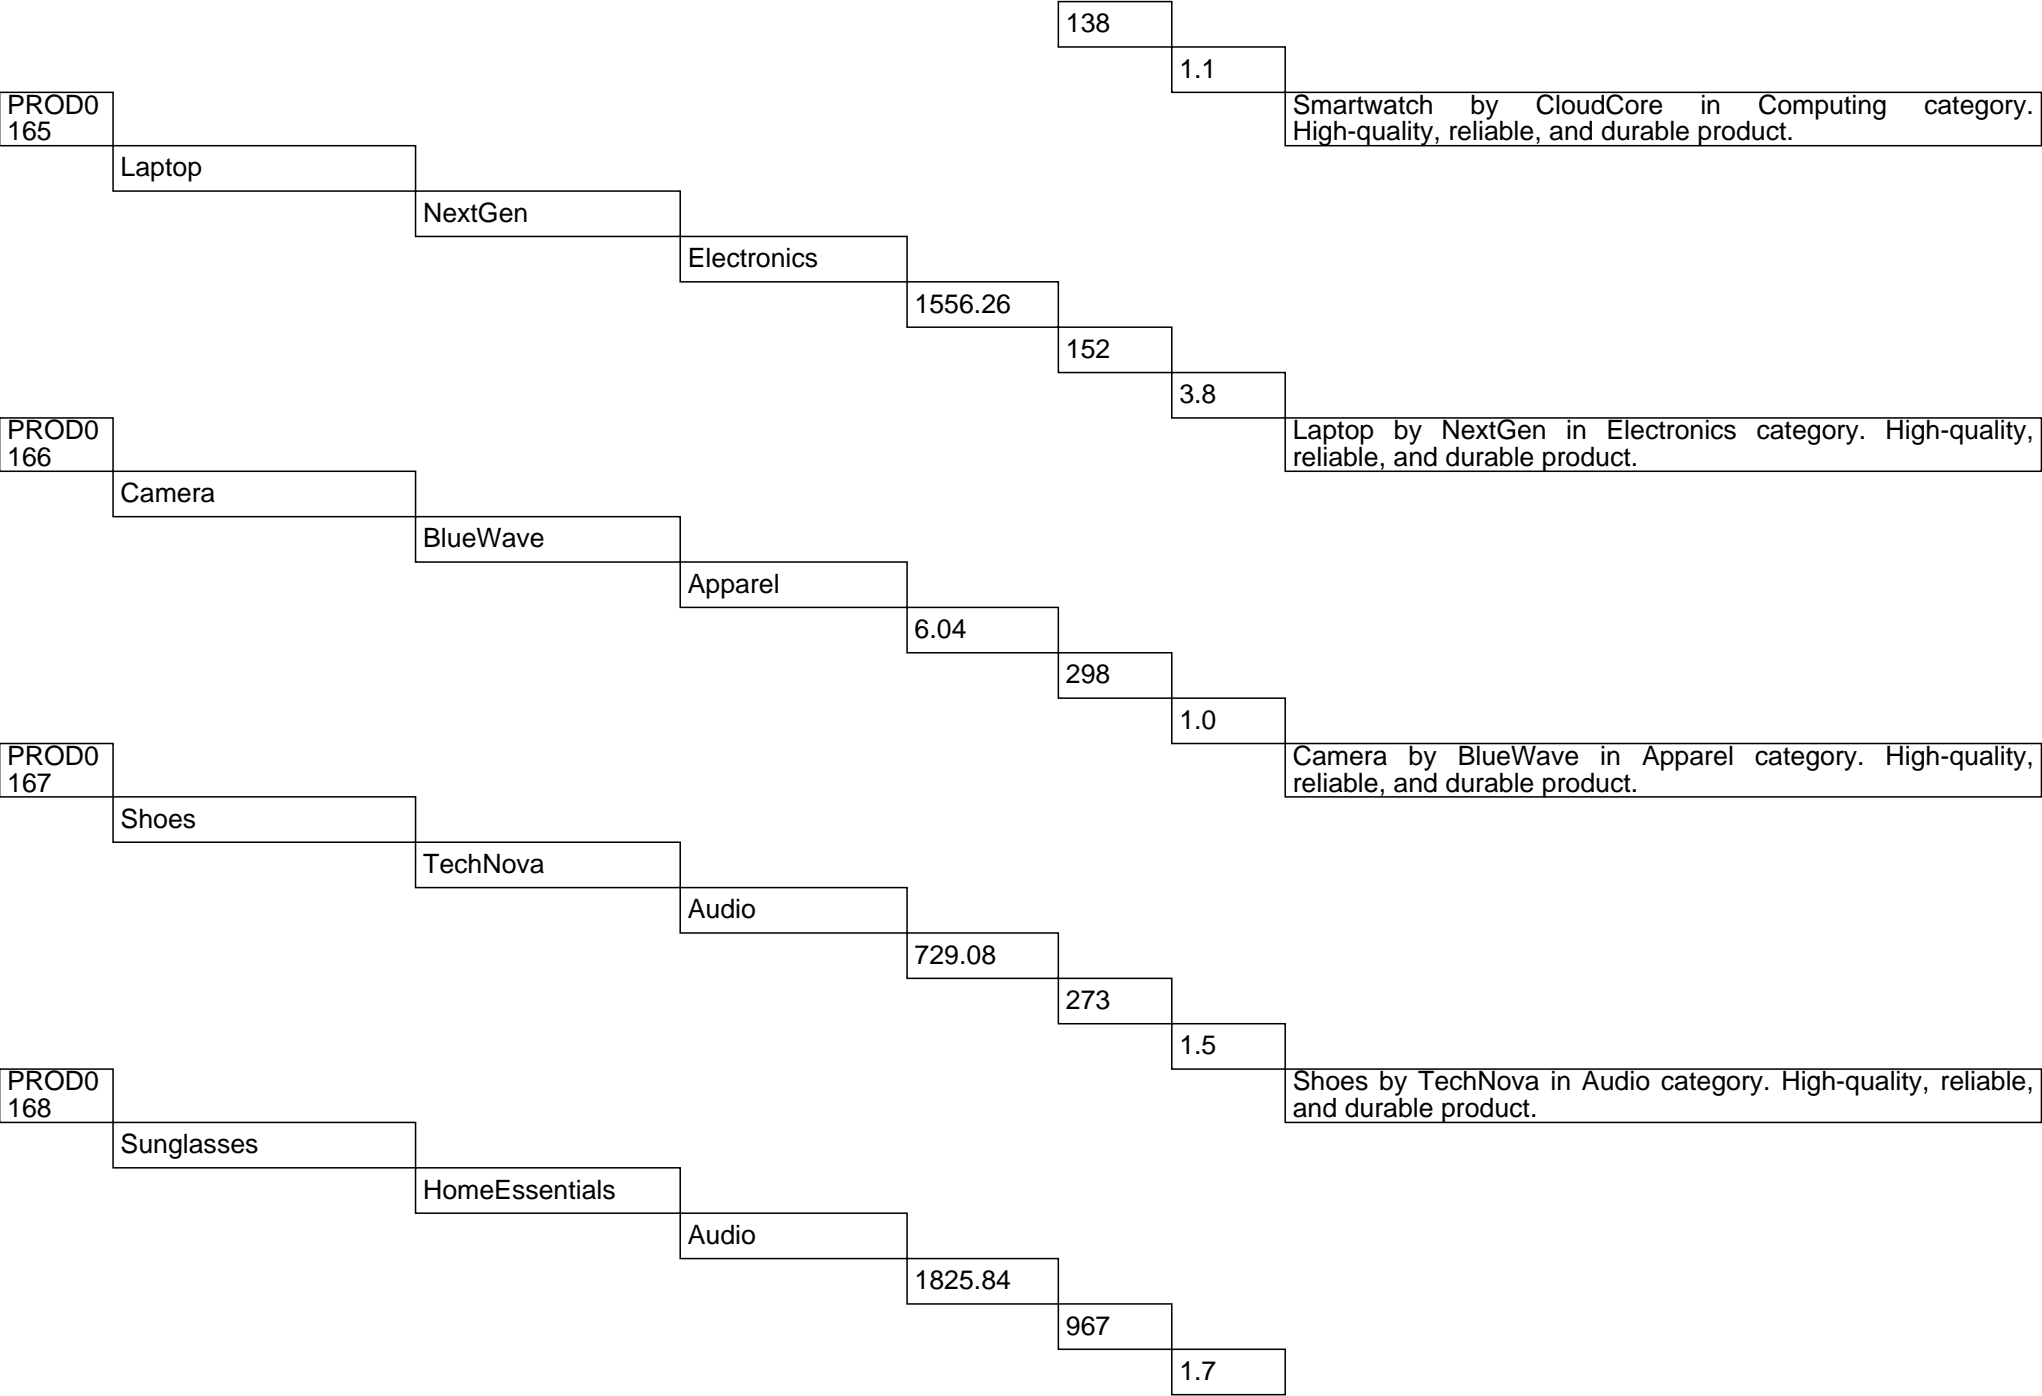 138
1.1
PROD0
165
Smartwatch by CloudCore in Computing category.
High-quality, reliable, and durable product.
Laptop
NextGen
Electronics
1556.26
152
3.8
PROD0
166
Laptop by NextGen in Electronics category. High-quality,
reliable, and durable product.
Camera
BlueWave
Apparel
6.04
298
1.0
PROD0
167
Camera by BlueWave in Apparel category. High-quality,
reliable, and durable product.
Shoes
TechNova
Audio
729.08
273
1.5
PROD0
168
Shoes by TechNova in Audio category. High-quality, reliable,
and durable product.
Sunglasses
HomeEssentials
Audio
1825.84
967
1.7